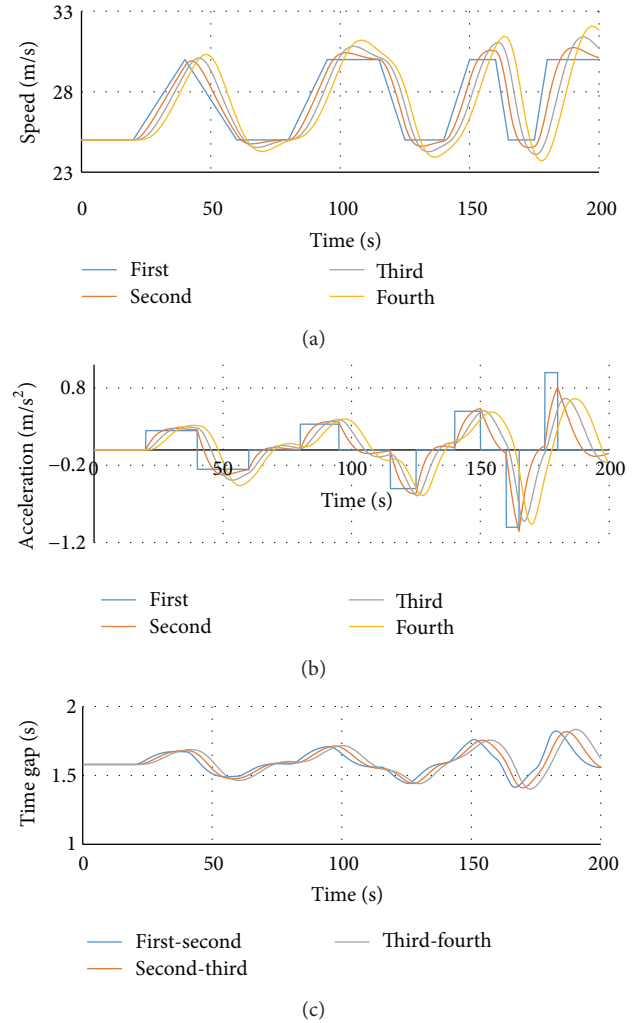 33
28
23
Speed (m/s)
0 50 100 150 200
Time (s)
First Third
Second Fourth
(a)
0.8
−0.2
−1.2
Acceleration (m/s²)
0 50 100 150 200
Time (s)
First Third
Second Fourth
(b)
2
1.5
1
Time gap (s)
0 50 100 150 200
Time (s)
First-second Third-fourth
Second-third
(c)